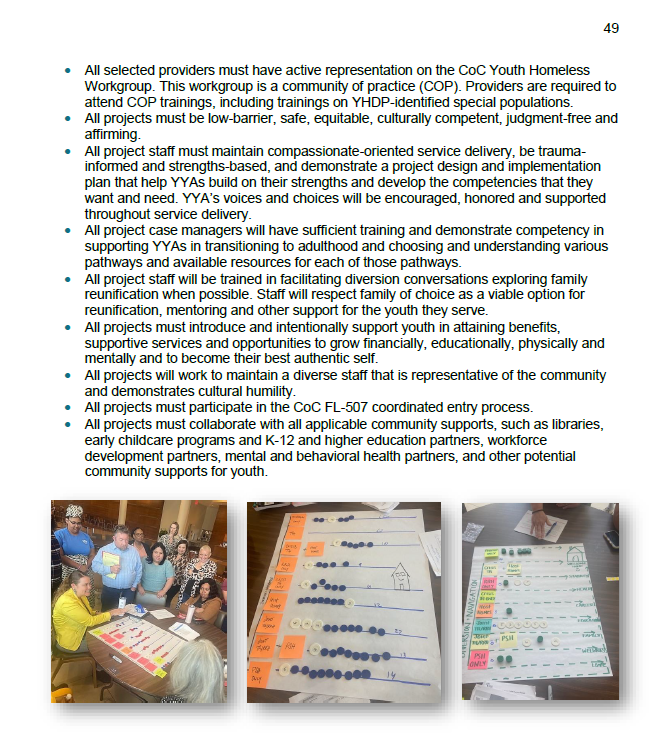 49
All selected providers must have active representation on the CoC Youth Homeless
Workgroup. This workgroup is a community of practice (COP). Providers are required to
attend COP trainings, including trainings on YHDP-identified special populations.
All projects must be low-barrier, safe, equitable, culturally competent, judgment-free and
affirming.
All project staff must maintain compassionate-oriented service delivery, be trauma-
informed and strengths-based, and demonstrate a project design and implementation
plan that help YYAs build on their strengths and develop the competencies that they
want and need. YYA's voices and choices will be encouraged, honored and supported
throughout service delivery.
All project case managers will have sufficient training and demonstrate competency in
supporting YYAs in transitioning to adulthood and choosing and understanding various
pathways and available resources for each of those pathways.
All project staff will be trained in facilitating diversion conversations exploring family
reunification when possible. Staff will respect family of choice as a viable option for
reunification, mentoring and other support for the youth they serve.
All projects must introduce and intentionally support youth in attaining benefits,
supportive services and opportunities to grow financially, educationally, physically and
mentally and to become their best authentic self.
All projects will work to maintain a diverse staff that is representative of the community
and demonstrates cultural humility.
All projects must participate in the CoC FL-507 coordinated entry process.
All projects must collaborate with all applicable community supports, such as libraries,
early childcare programs and K-12 and higher education partners, workforce
development partners, mental and behavioral health partners, and other potential
community supports for youth.
14
NAVIGATION
PSH
PSH
ONLY